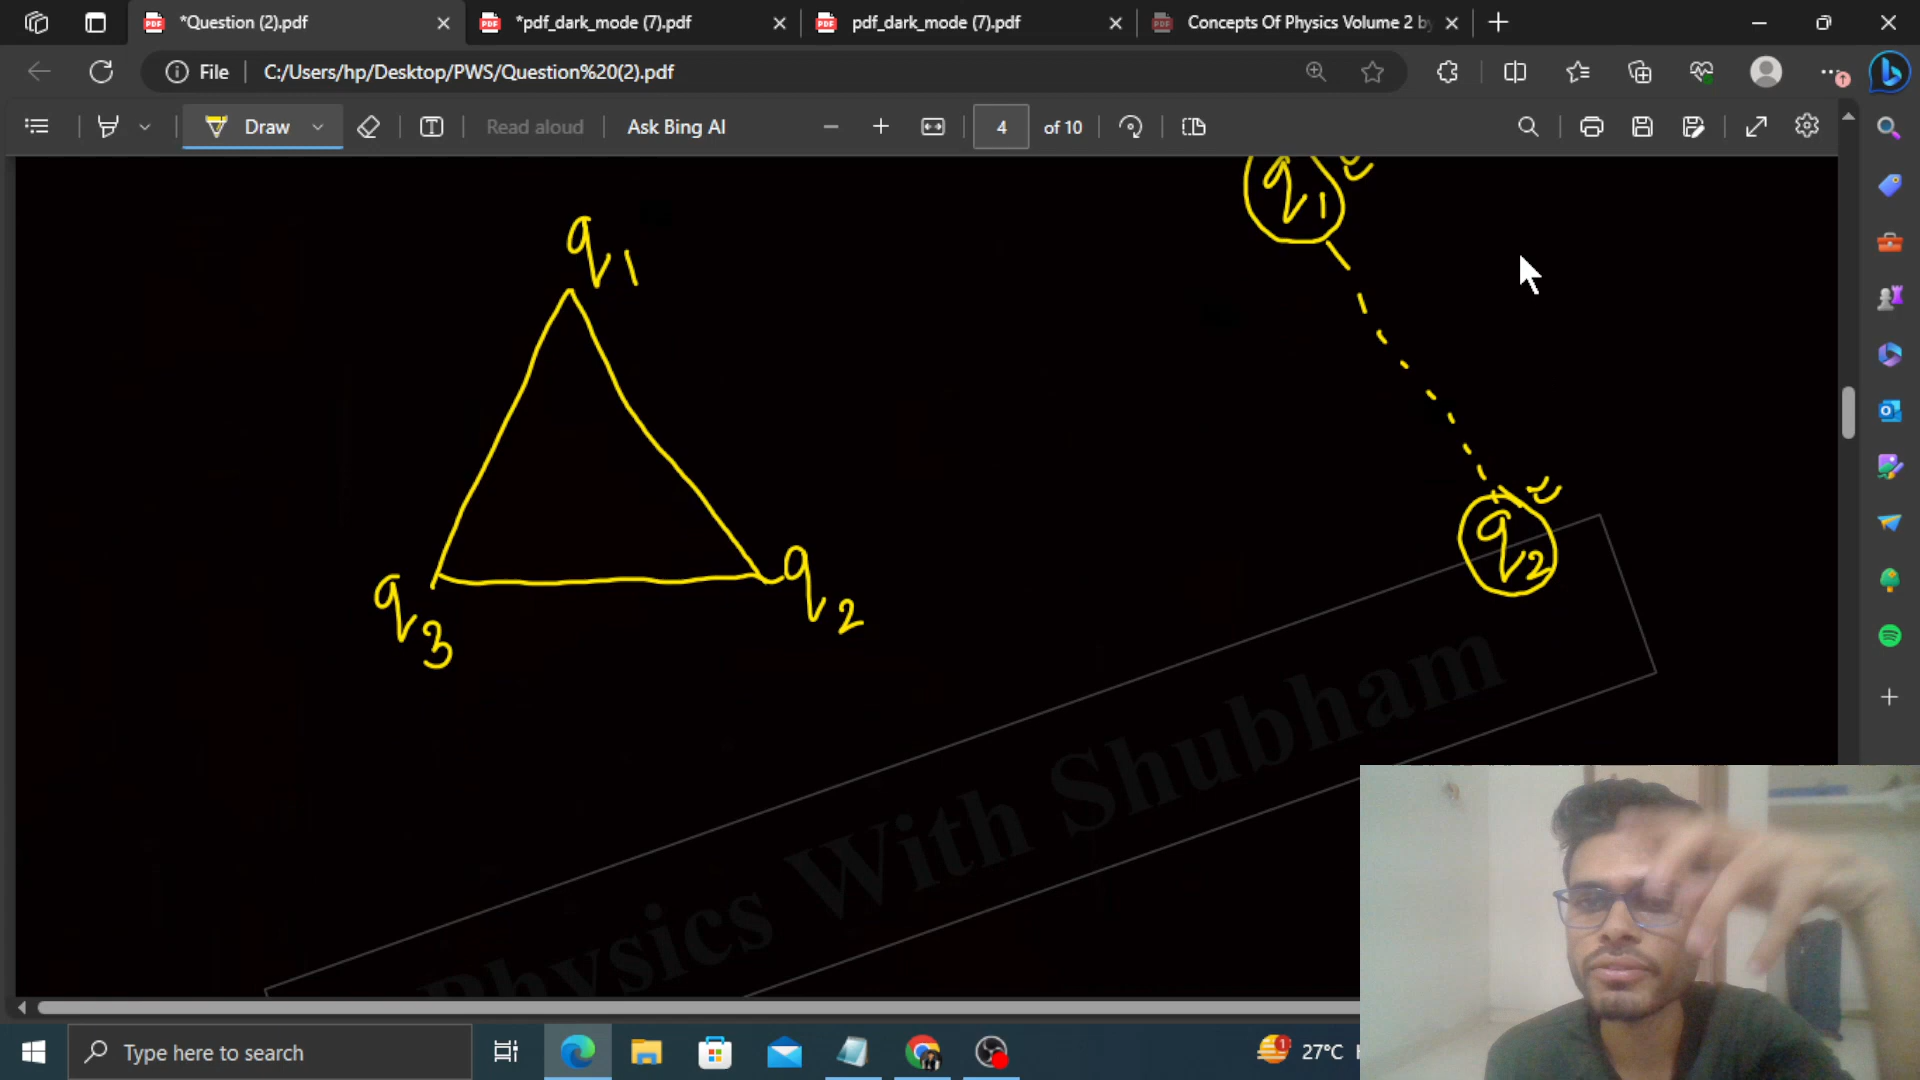 *Question (2).pdf
*pdf_dark_mode (7).pdf
pdf_dark_mode (7).pdf
Concepts Of Physics Volume 2 by
File
C:/Users/hp/Desktop/PWS/Question%20(2).pdf
Draw
Read aloud
Ask Bing AI
4
of 10
q1
q1
q2
q3
q2
Physics With Shubham
Type here to search
27°C